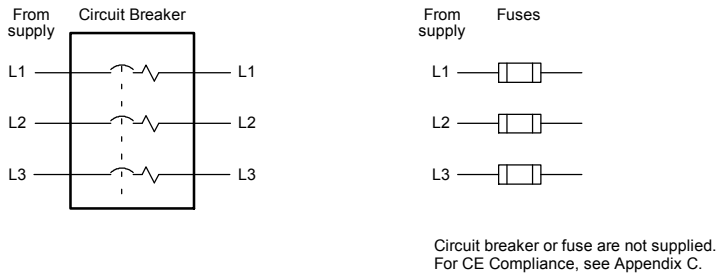 From
supply
Circuit Breaker
L1
L1
L2
L2
L3
L3
From
supply
Fuses
L1
L2
L3
Circuit breaker or fuse are not supplied.
For CE Compliance, see Appendix C.